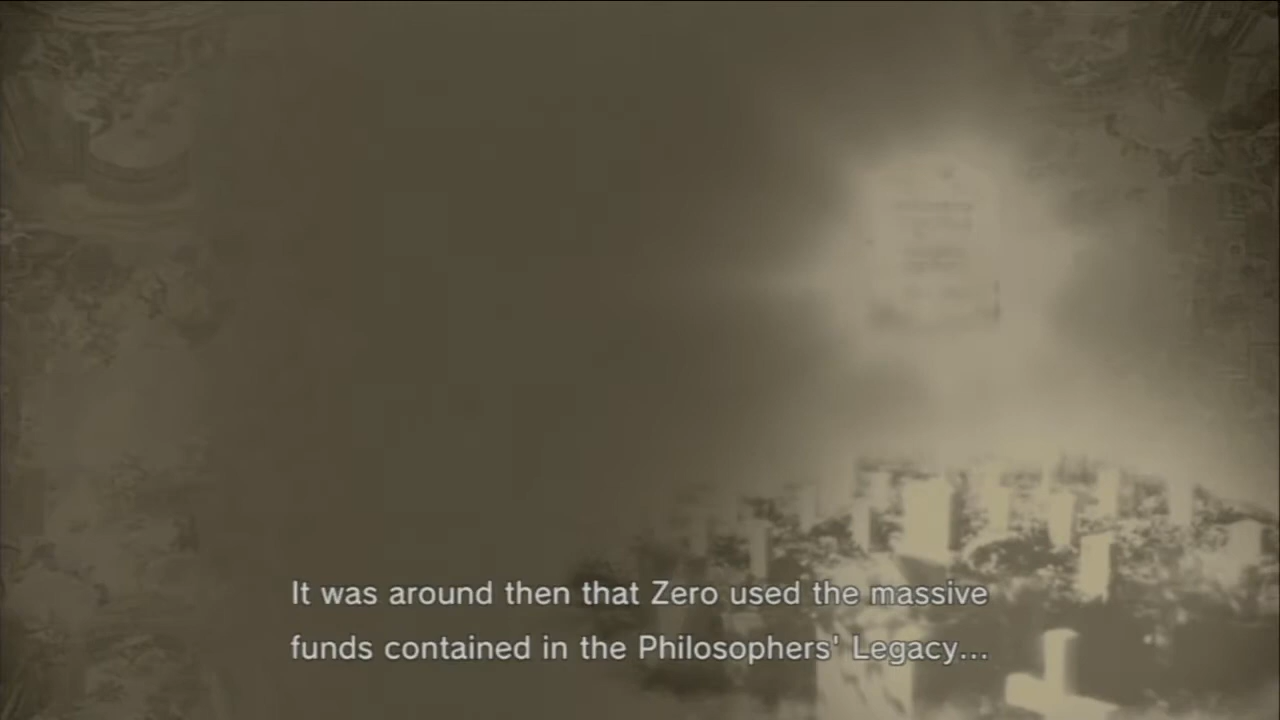 It was around then that Zero used the massive
funds contained in the Philosophers' Legacy...